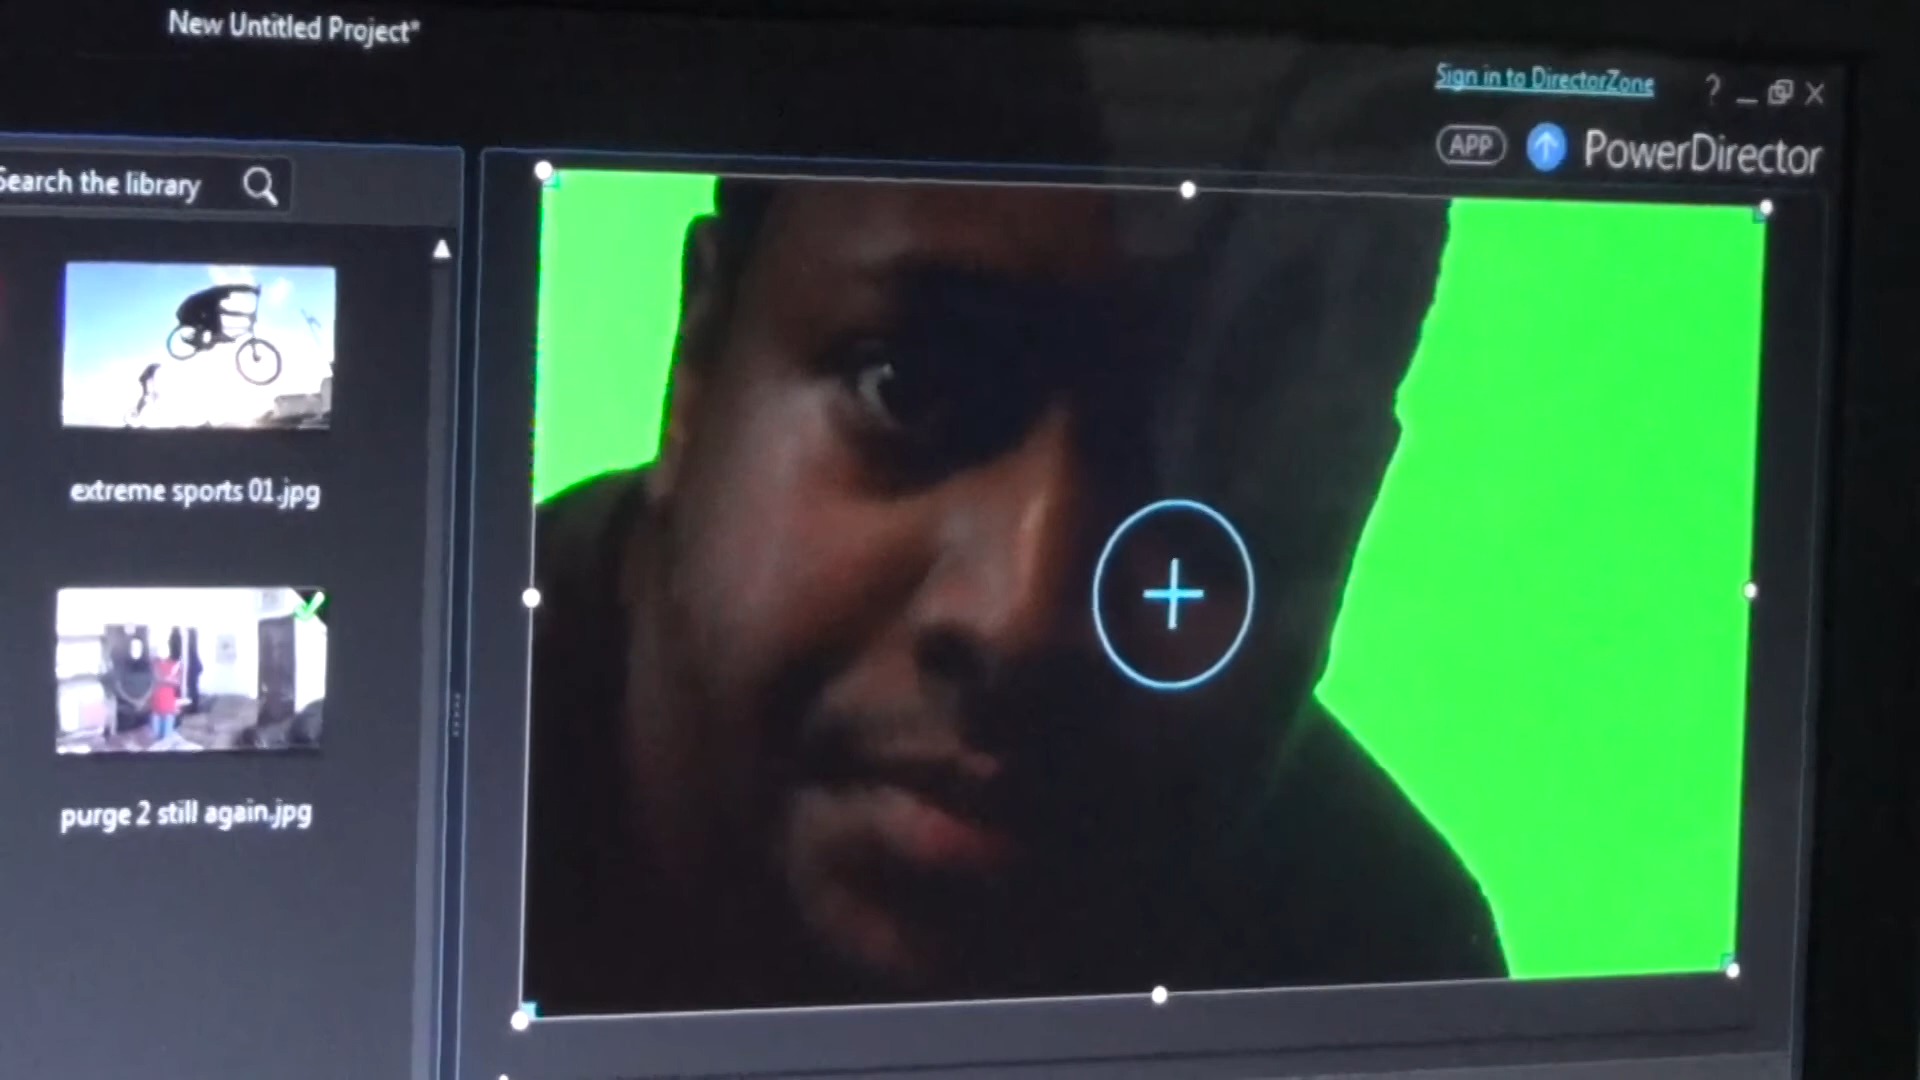 New Untitled Project*
Sign in to DirectorZone
?
APP
PowerDirector
Search the library
extreme sports 01.jpg
purge 2 still again.jpg